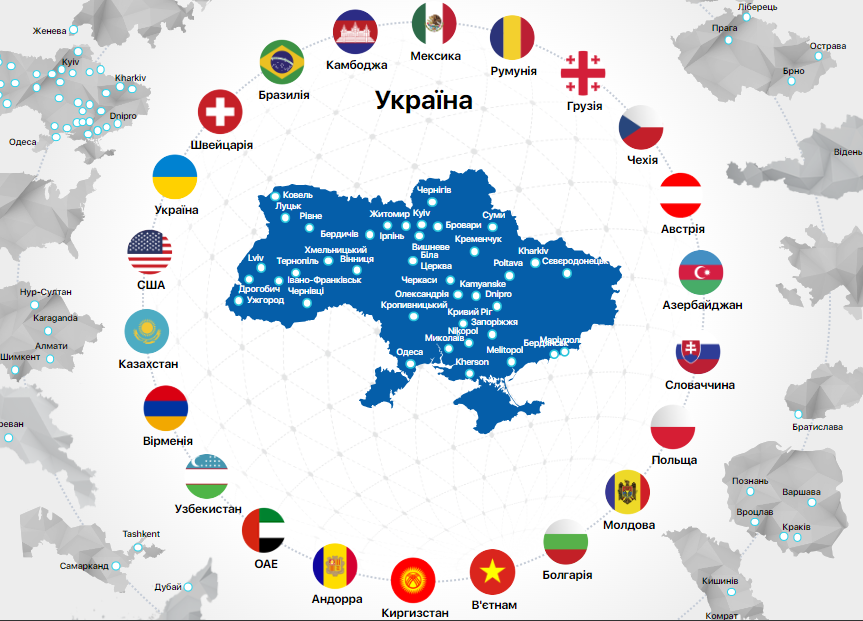 Женева
Kyiv
Kharkiv
Dnipro
Одеса
Мексика
Камбоджа
Румунія
Бразилія
Грузія
Україна
Швейцарія
Чехія
Україна
Австрія
США
Азербайджан
Казахстан
Словаччина
Вірменія
Польща
Узбекистан
Молдова
ОАЕ
Болгарія
Андорра
В'єтнам
Киргизстан
Ліберець
Прага
Острава
Брно
Відень
Чернігів
Ковель
Луцьк
Рівне
Житомир
Kyiv
Суми
Бровари
Бердичів
Ірпінь
Кременчук
Вишневе
Хмельницький
Біла
Церква
Kharkiv
Lviv
Тернопіль
Вінниця
Poltava
Сєвєродонецьк
Івано-Франківськ
Черкаси
Kamyanske
Дрогобич
Чернівці
Олександрія
Dnipro
Ужгород
Кропивницький
Кривий Ріг
Запоріжжя
Nikopol
Миколаїв
Бердянськ
Mariupol
Одеса
Melitopol
Kherson
Нур-Султан
Karaganda
Алмати
Шимкент
реван
Tashkent
Самарканд
Дубай
Братислава
Познань
Варшава
Вроцлав
Краків
Кишинів
Комрат